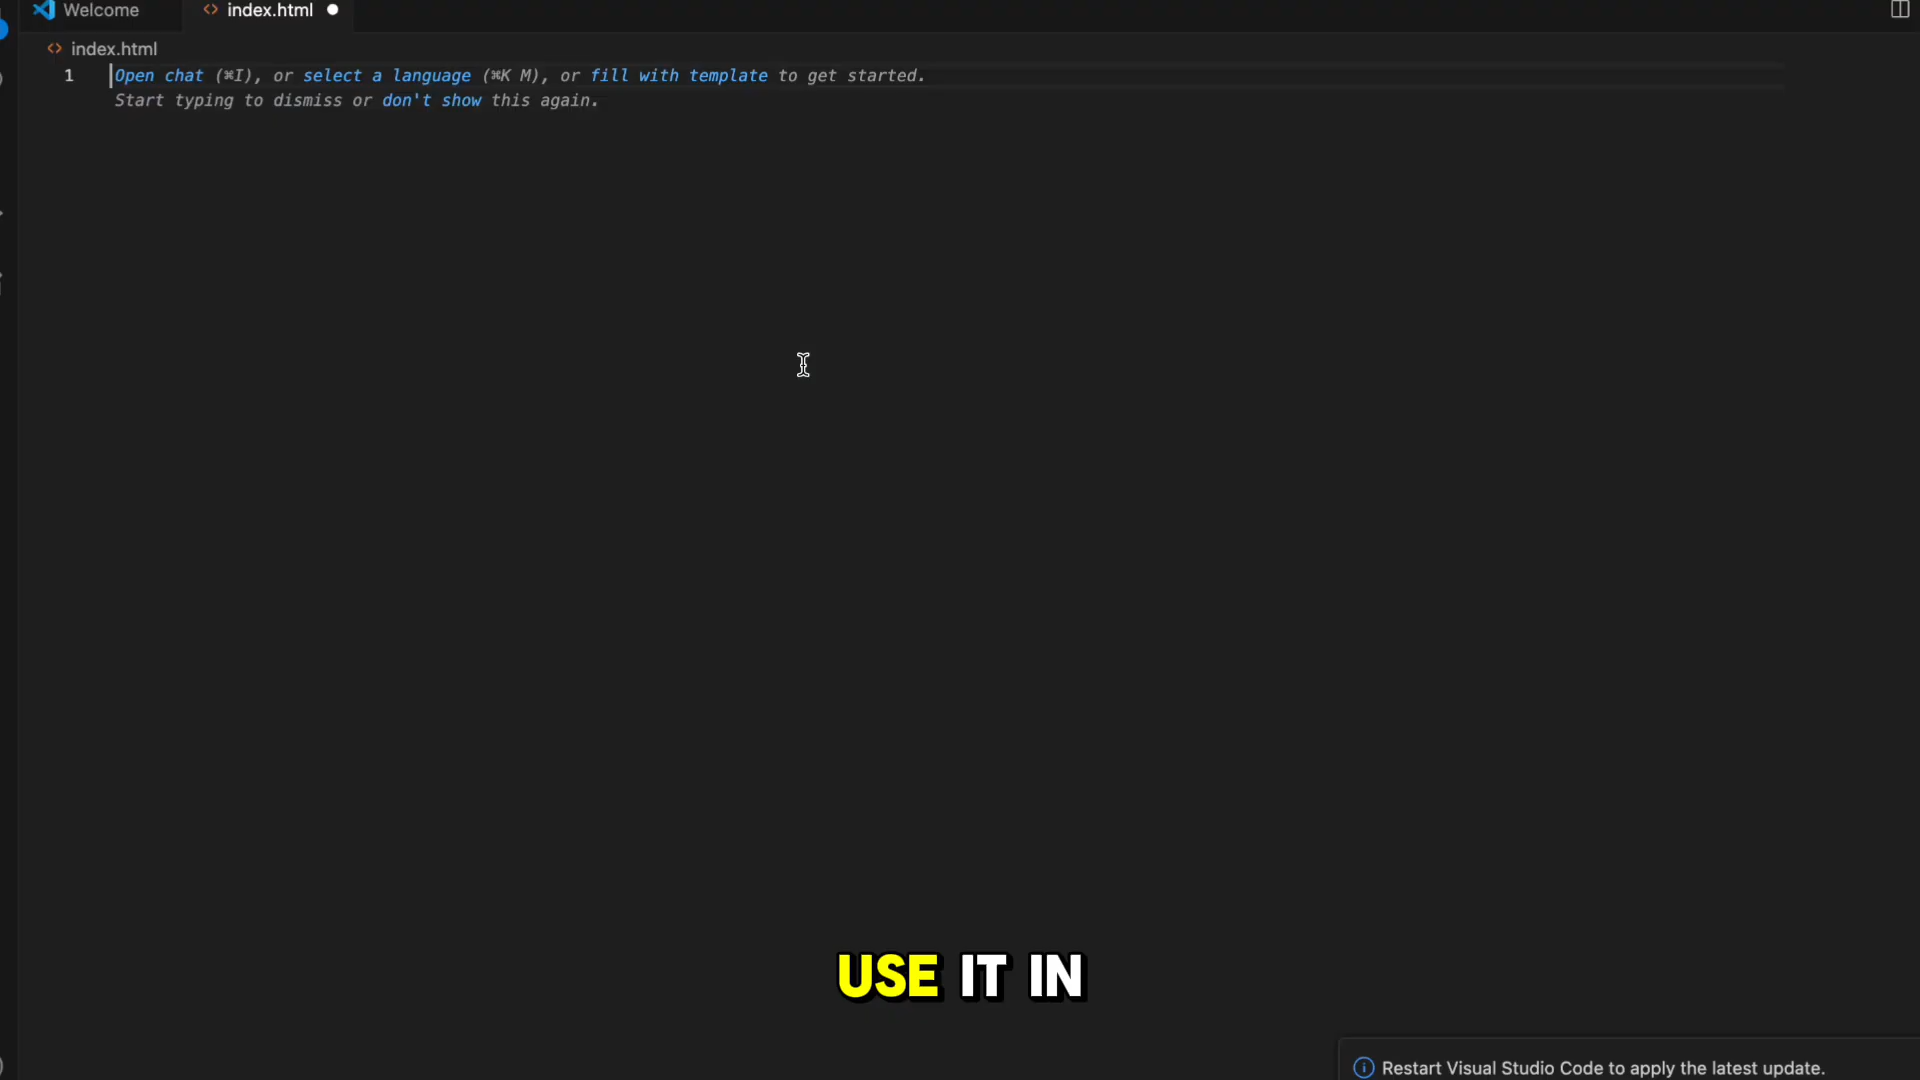 Welcome
index.html
index.html
1
Open chat (⌘I), or select a language (⌘K M), or fill with template to get started.
Start typing to dismiss or don't show this again.
USE IT IN
Restart Visual Studio Code to apply the latest update.